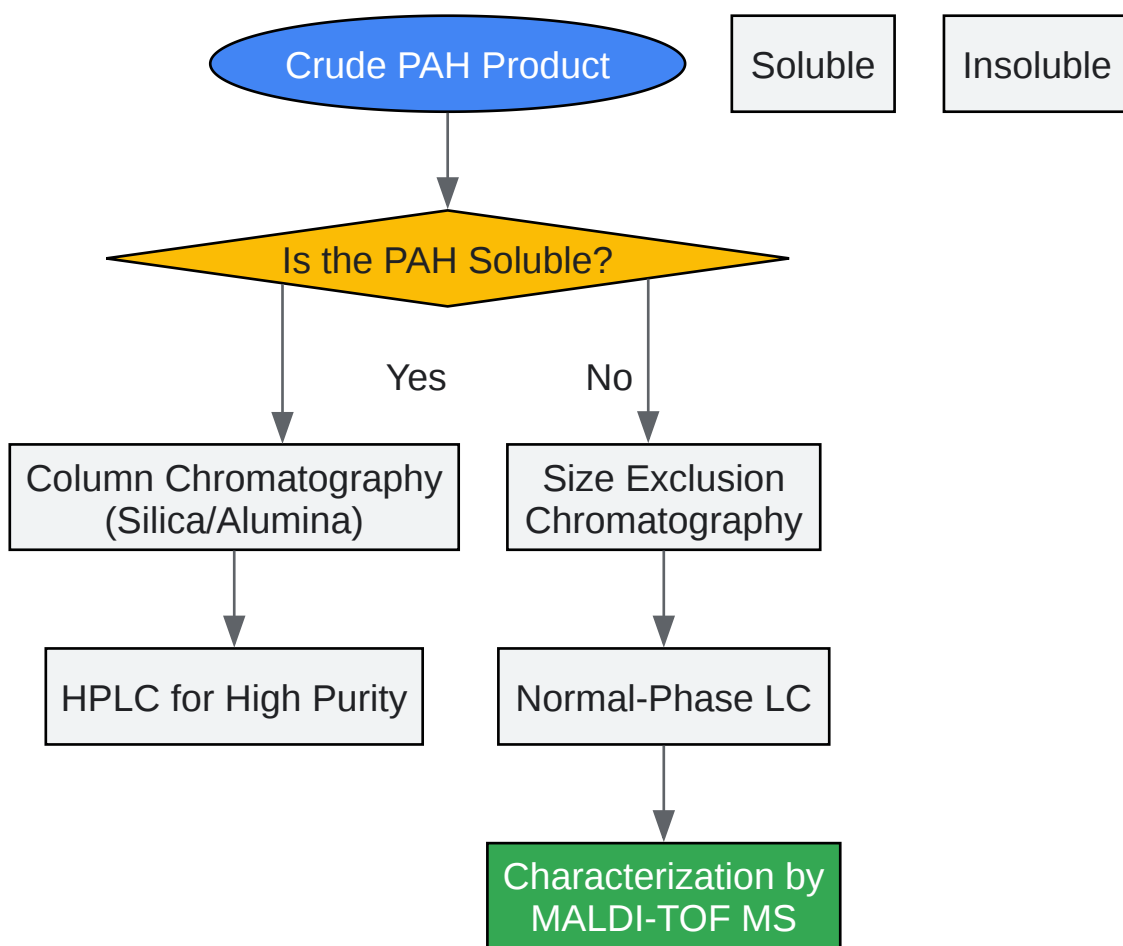 Crude PAH Product
Soluble
Insoluble
Is the PAH Soluble?
Yes
No
Column Chromatography
(Silica/Alumina)
Size Exclusion
Chromatography
HPLC for High Purity
Normal-Phase LC
Characterization by
MALDI-TOF MS